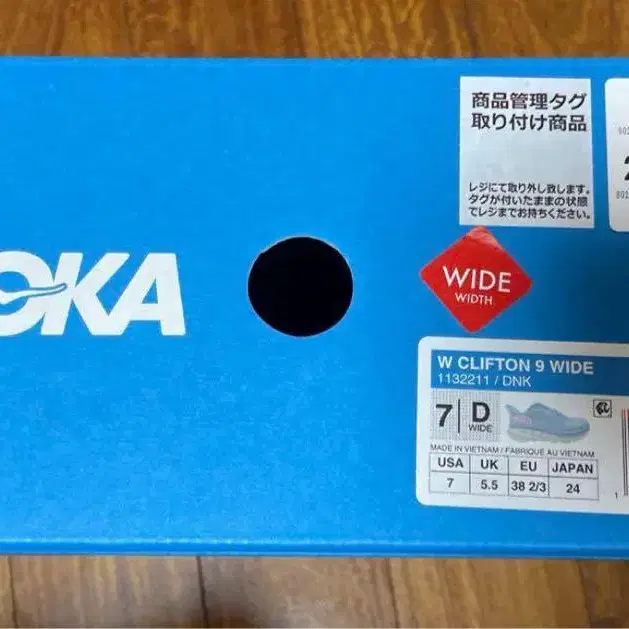 商品管理タグ
取り付け商品
レジにて取り外し致します。
タグが付いたままの状態
でレジまでお持ちください。
OKA
WIDE
WIDTH
W CLIFTON 9 WIDE
1132211 / DNK
7 D
WIDE
MADE IN VIETNAM / FABRIQUÉ AU VIETNAM
USA UK EU JAPAN
7 5.5 38 2/3 24